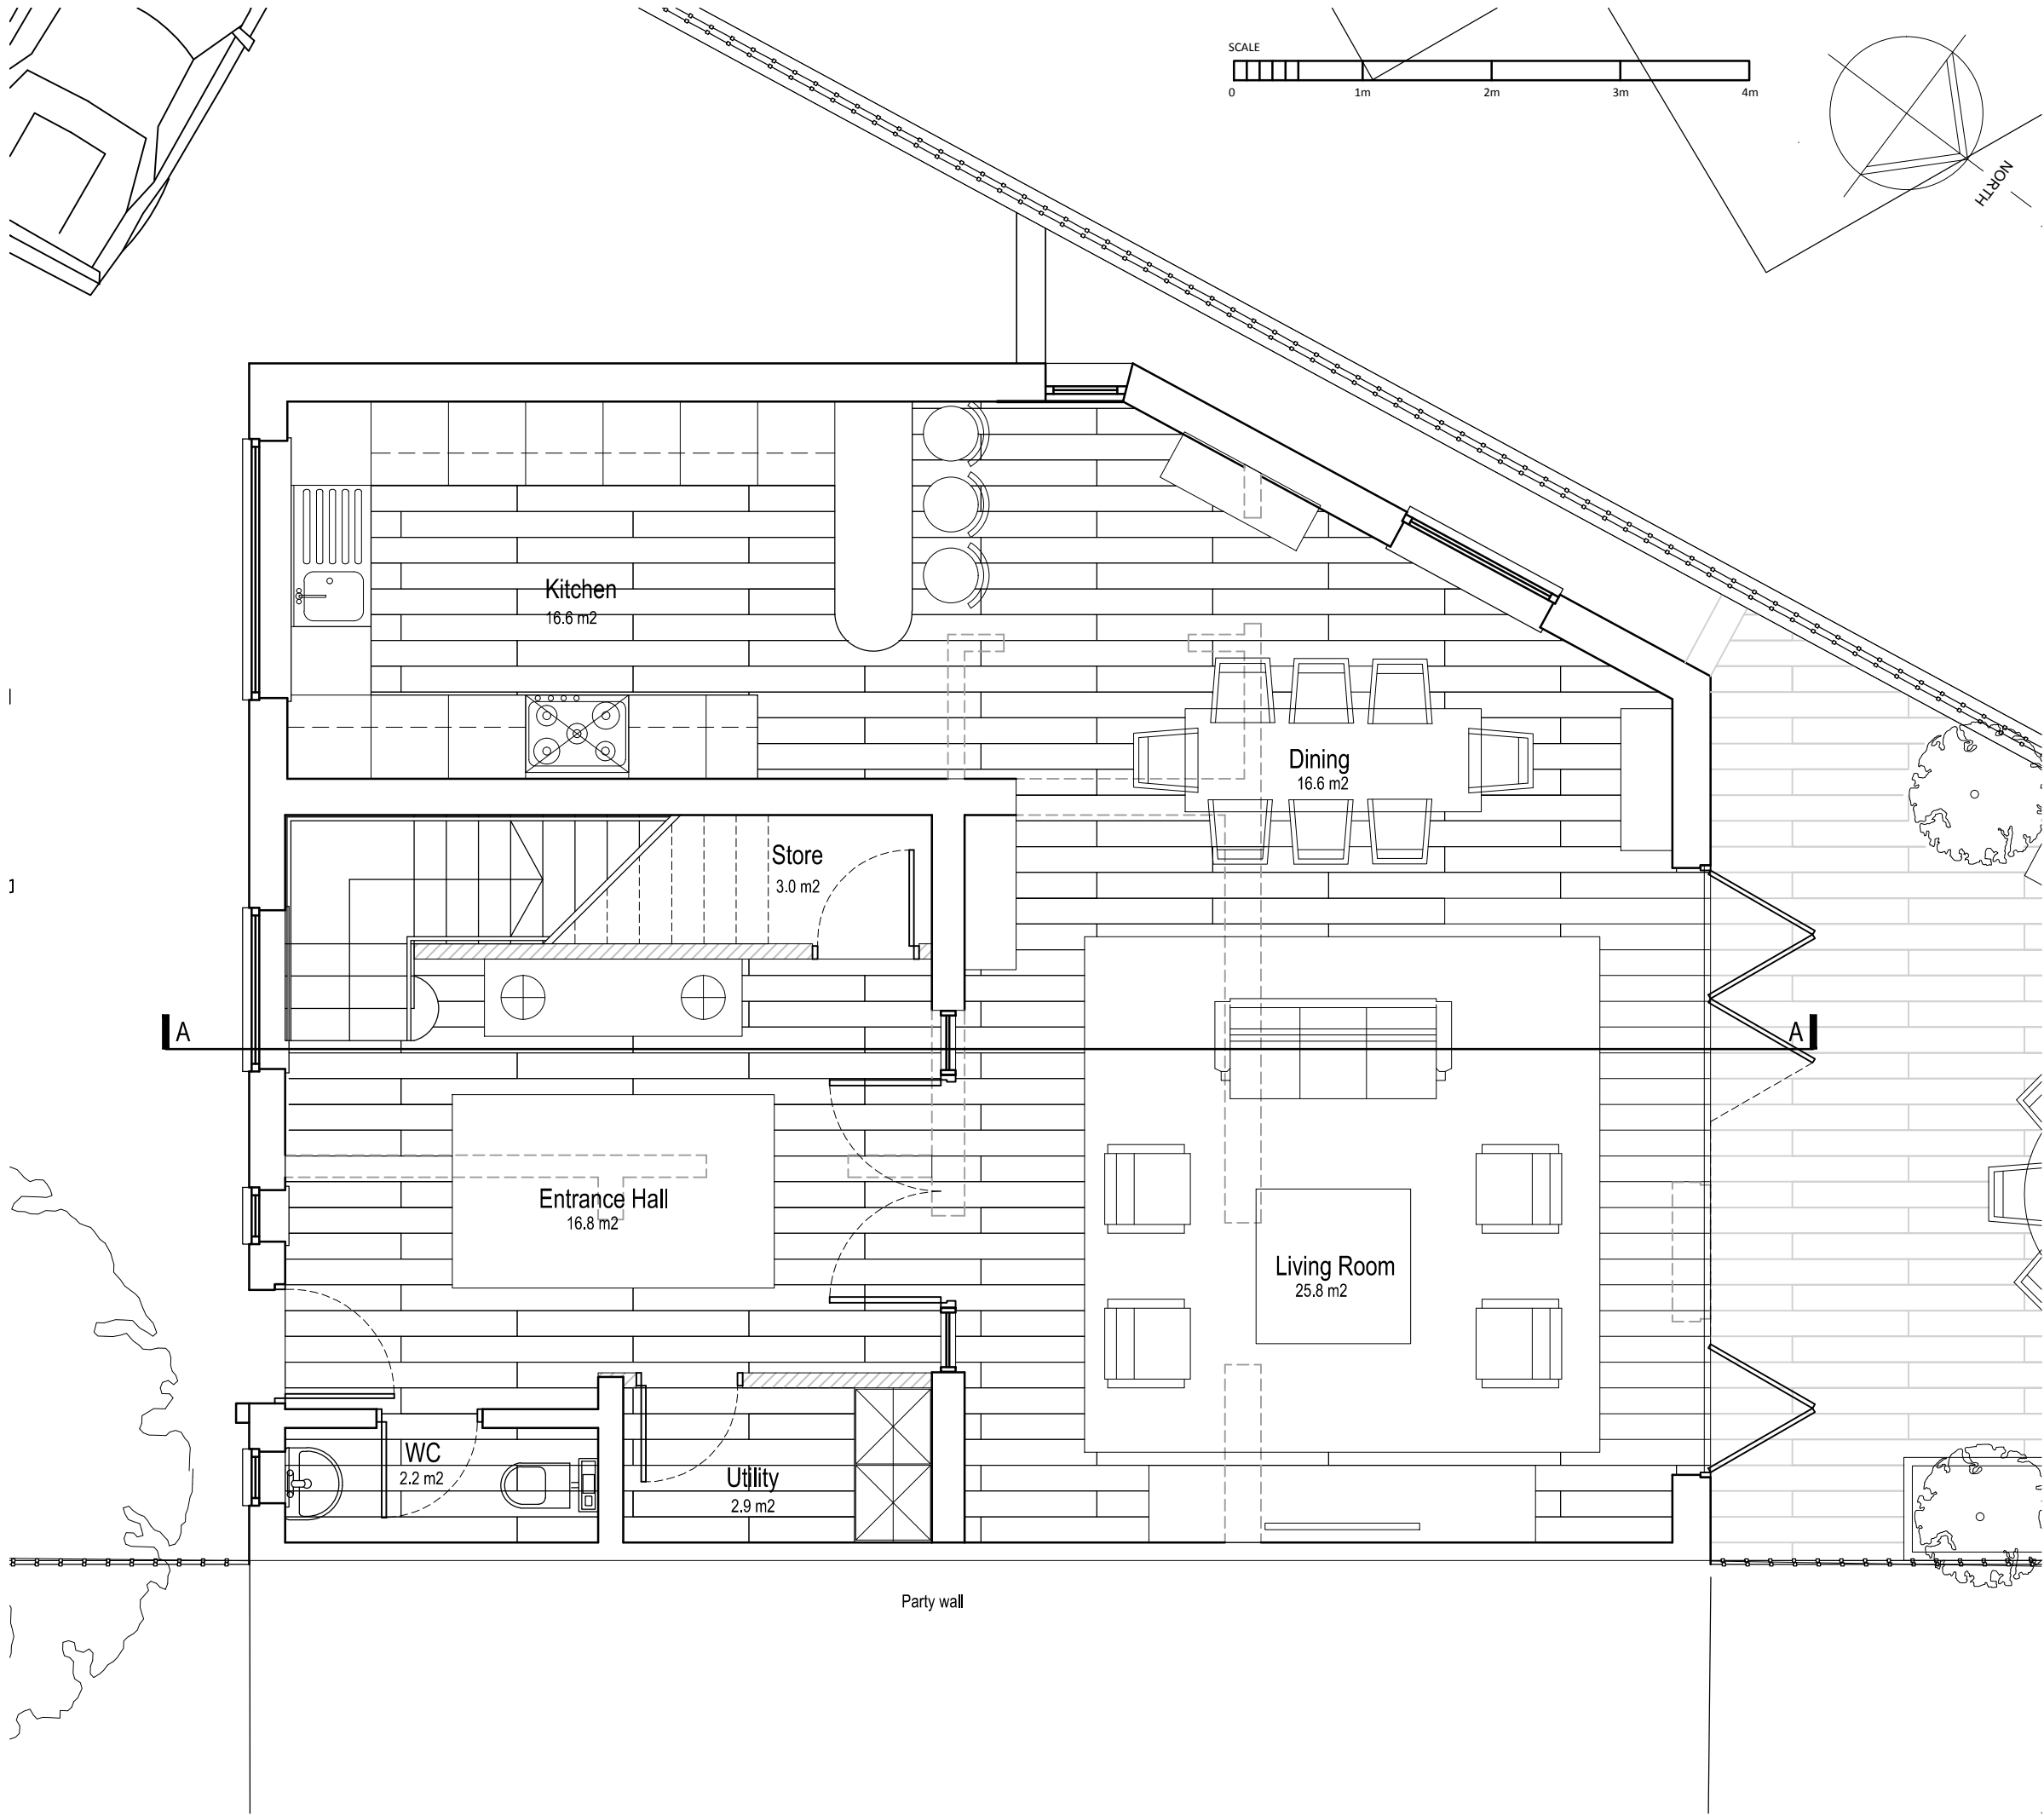 SCALE
0 1m 2m 3m 4m
NORTH
Kitchen
16.6 m2
Dining
16.6 m2
Store
3.0 m2
A A
Entrance Hall
16.8 m2
Living Room
25.8 m2
WC
2.2 m2
Utility
2.9 m2
Party wall